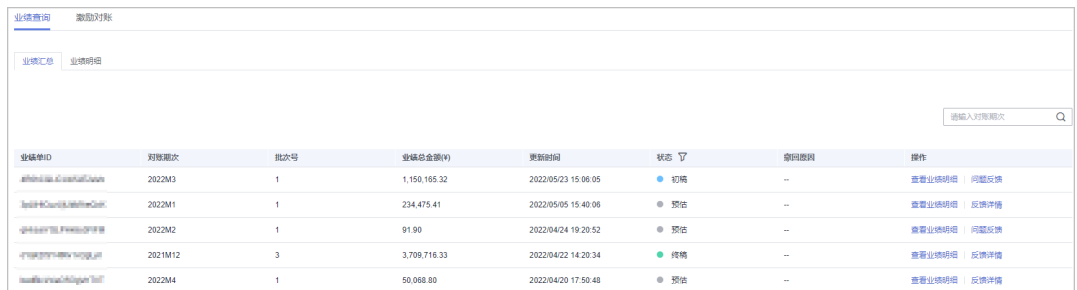 业绩查询 激励对账
业绩汇总 业绩明细
请输入对账期次
业绩单ID 对账期次 批次号 业绩总金额(¥) 更新时间 状态 撤回原因 操作
2022M3 1 1,150,165.32 2022/05/23 15:06:05 初稿 -- 查看业绩明细 问题反馈
2022M1 1 234,475.41 2022/05/05 15:40:06 预估 -- 查看业绩明细 反馈详情
2022M2 1 91.90 2022/04/24 19:20:52 预估 -- 查看业绩明细 问题反馈
2021M12 3 3,709,716.33 2022/04/22 14:20:34 终稿 -- 查看业绩明细 反馈详情
2022M4 1 50,068.80 2022/04/20 17:50:48 预估 -- 查看业绩明细 反馈详情